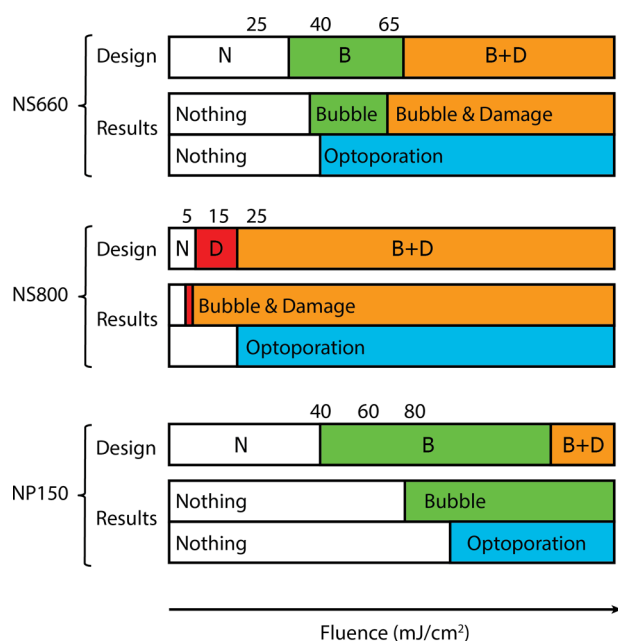 25 40 65
Design N B B+D
NS660
Results
Nothing Bubble Bubble & Damage
Nothing Optoporation
5 15 25
Design N D B+D
NS800
Results
Bubble & Damage
Optoporation
40 60 80
Design N B B+D
NP150
Results
Nothing Bubble
Nothing Optoporation
Fluence (mJ/cm²)